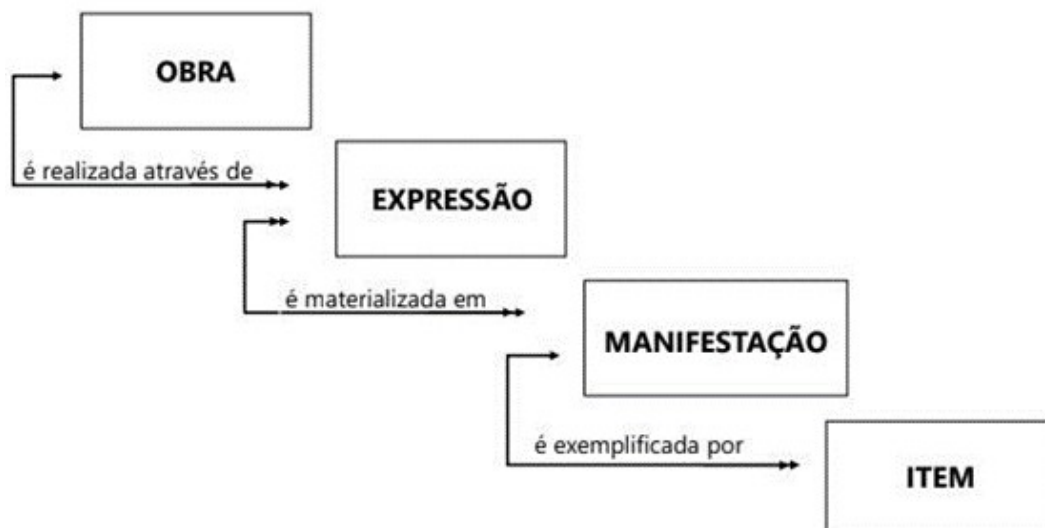 OBRA
é realizada através de
EXPRESSÃO
é materializada em
MANIFESTAÇÃO
é exemplificada por
ITEM